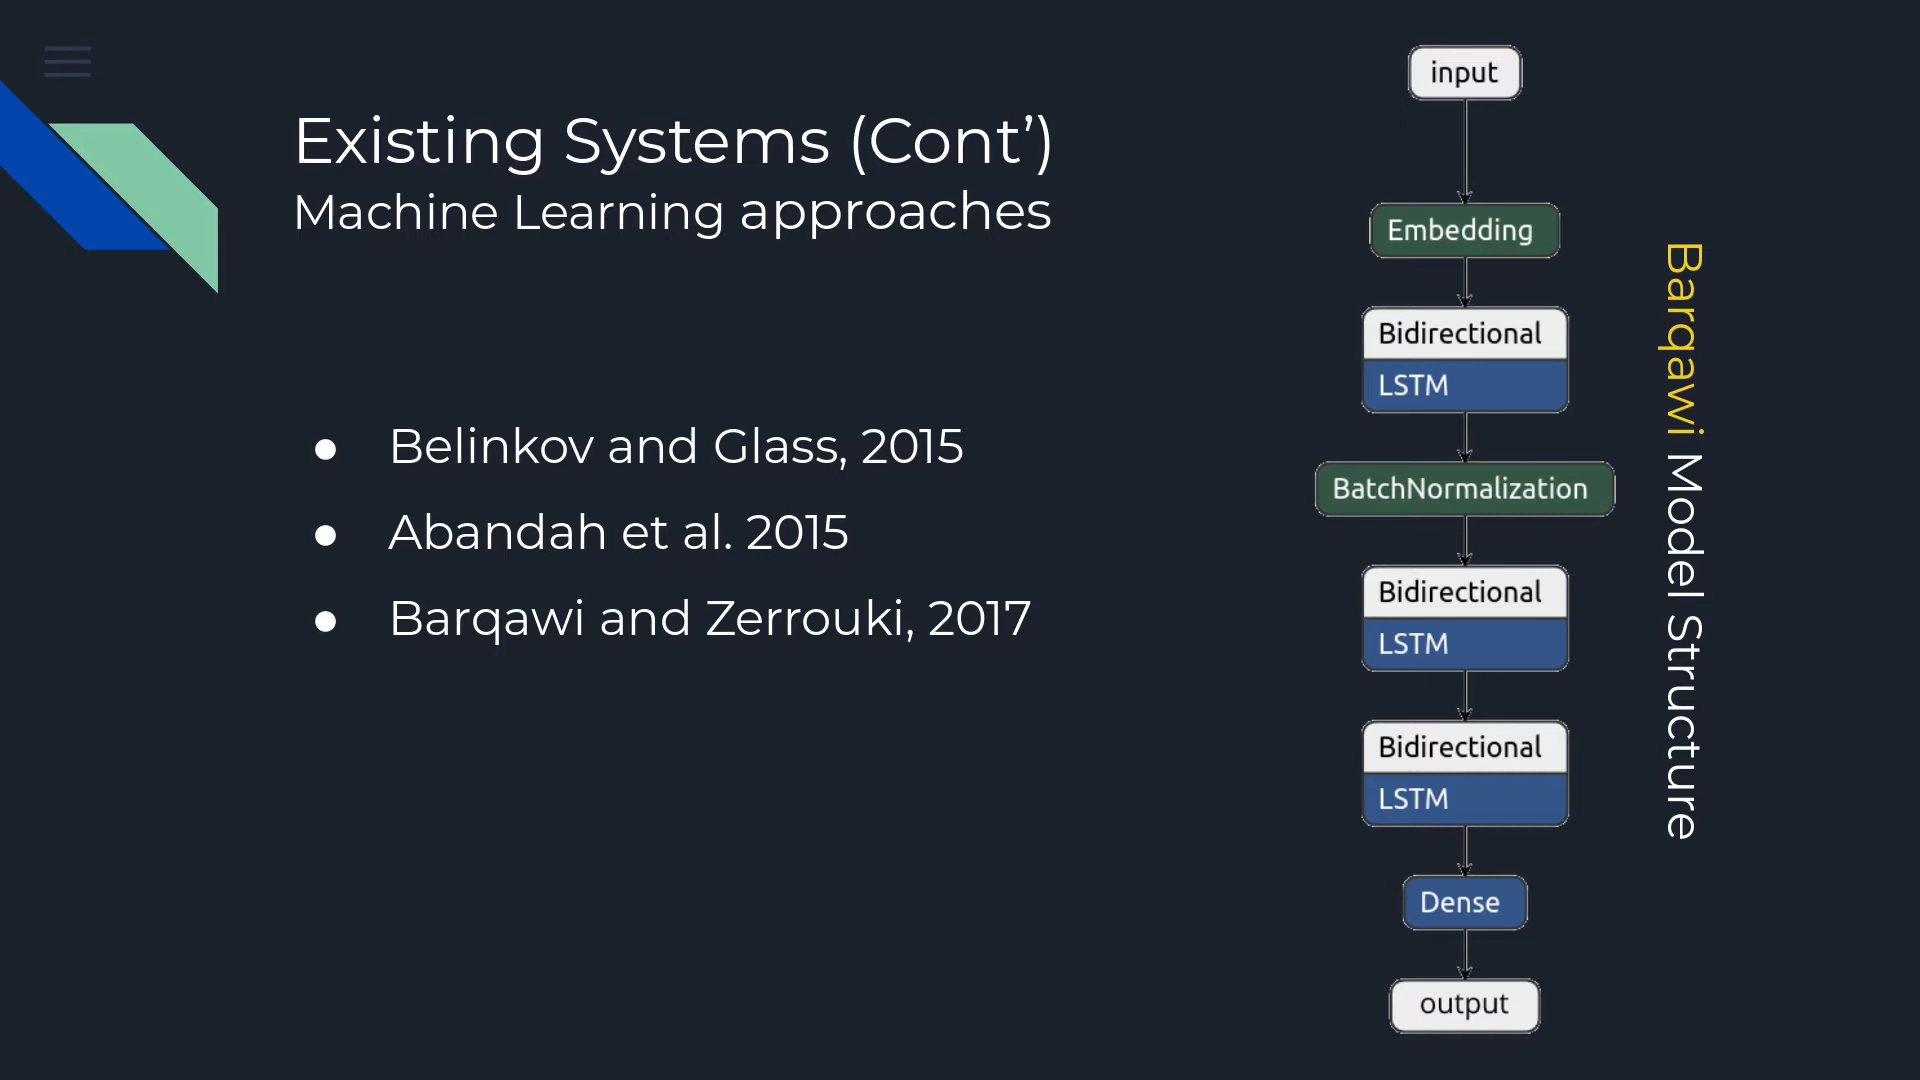 Existing Systems (Cont’)
Machine Learning approaches
● Belinkov and Glass, 2015
● Abandah et al. 2015
● Barqawi and Zerrouki, 2017
input
Embedding
Bidirectional
LSTM
BatchNormalization
Bidirectional
LSTM
Bidirectional
LSTM
Dense
output
Barqawi Model Structure